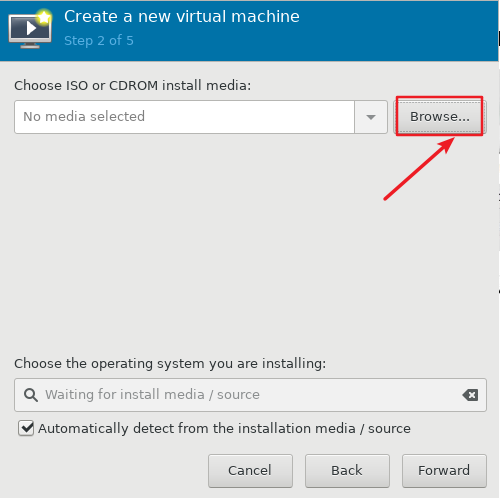 Create a new virtual machine
Step 2 of 5
Choose ISO or CDROM install media:
No media selected
Browse...
Choose the operating system you are installing:
Waiting for install media / source
Automatically detect from the installation media / source
Cancel
Back
Forward